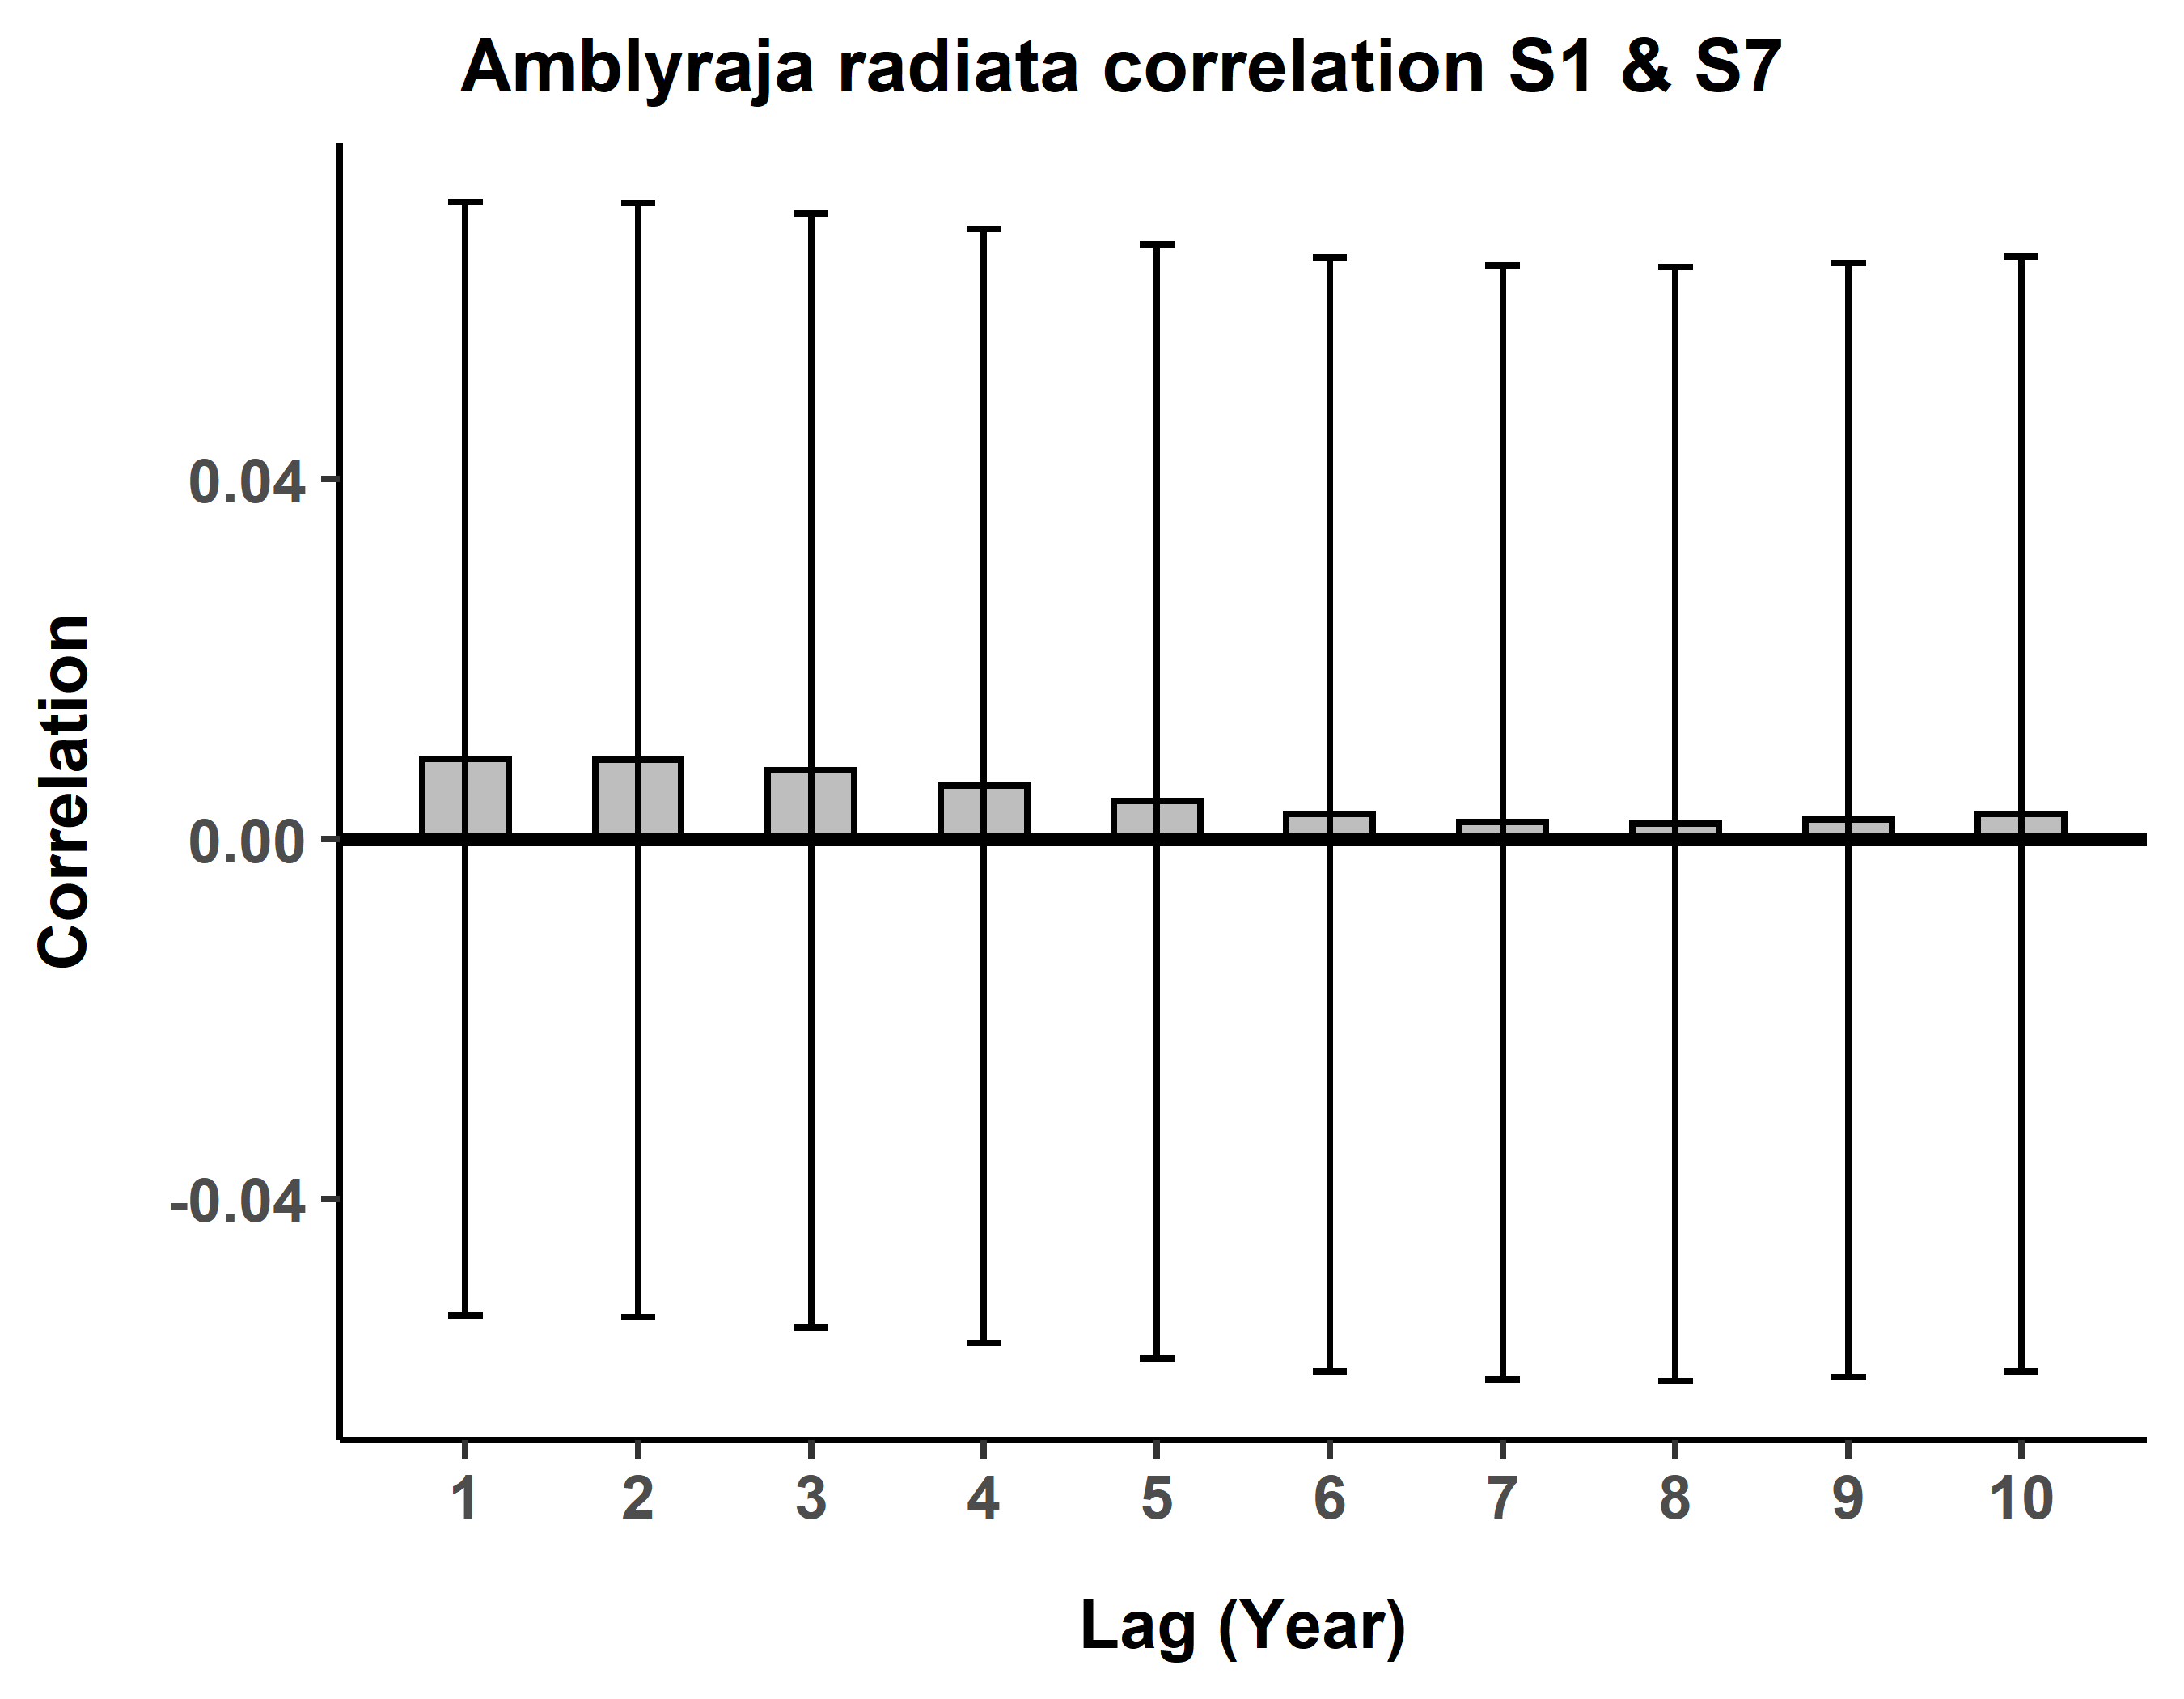 Amblyraja radiata correlation S1 & S7
Correlation
0.04
0.00
-0.04
1 2 3 4 5 6 7 8 9 10
Lag (Year)